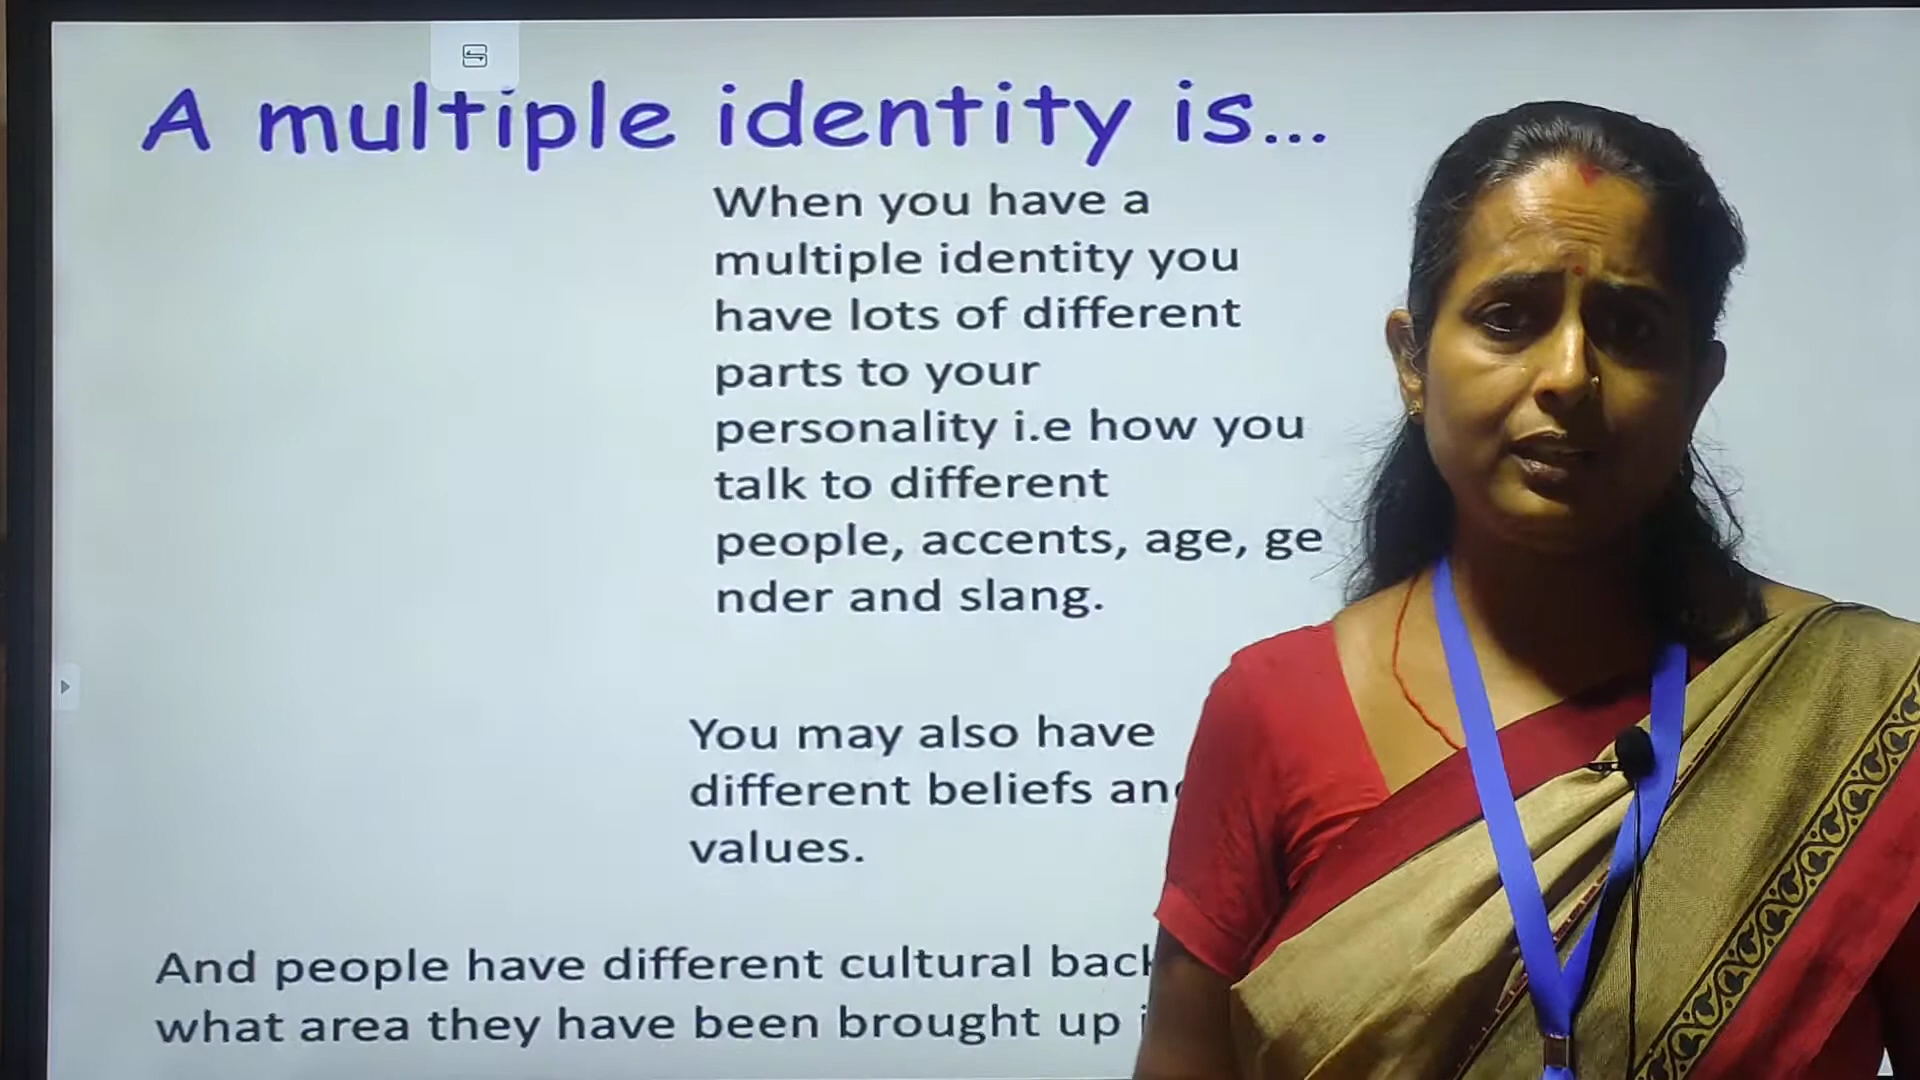 A multiple identity is...
When you have a
multiple identity you
have lots of different
parts to your
personality i.e how you
talk to different
people, accents, age, ge
nder and slang.
You may also have
different beliefs
values.
And people have different cultural
what area they have been brought up